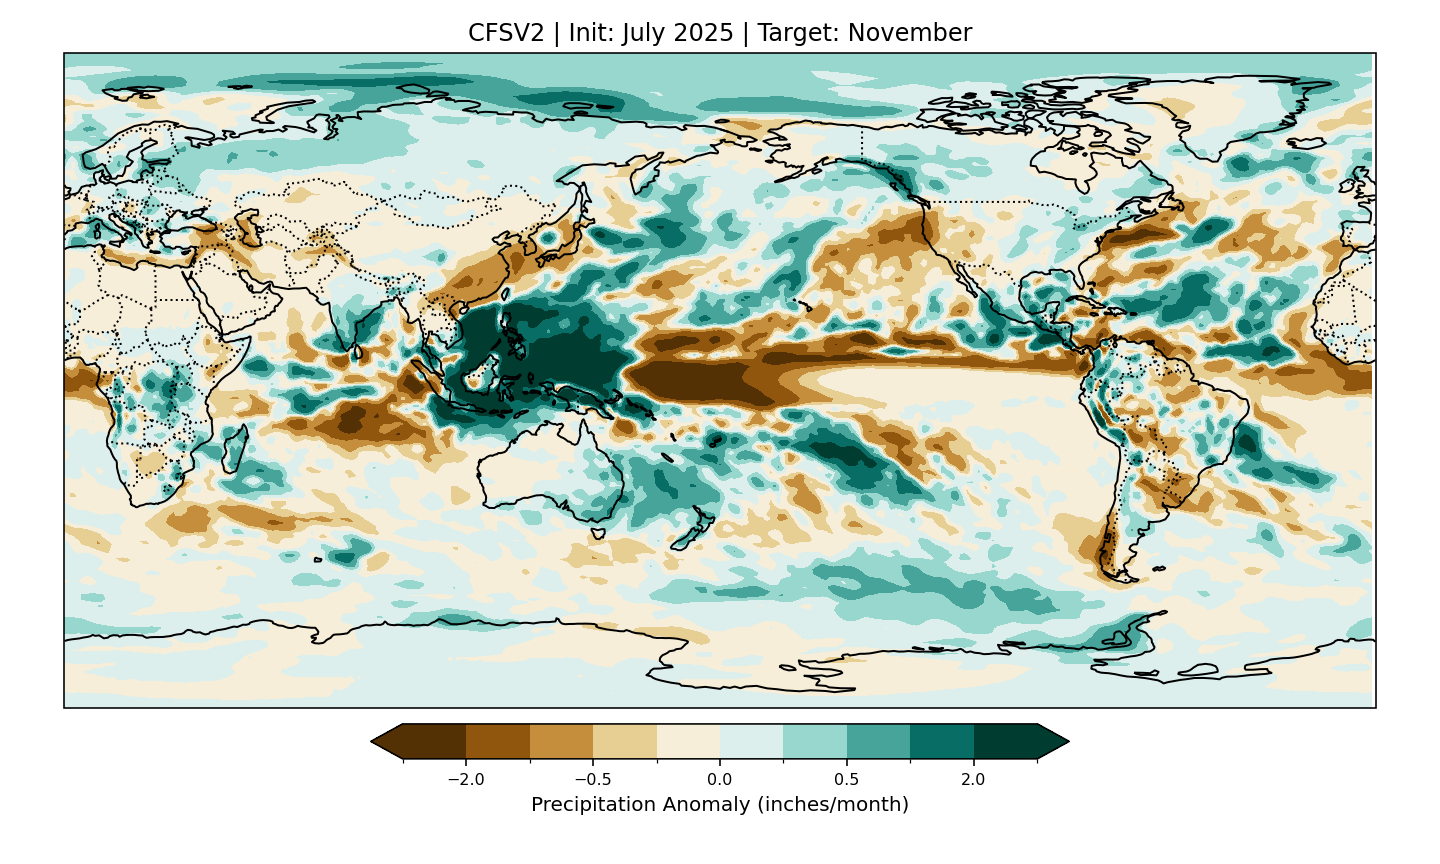 CFSV2 | Init: July 2025 | Target: November
−2.0 −0.5 0.0 0.5 2.0
Precipitation Anomaly (inches/month)